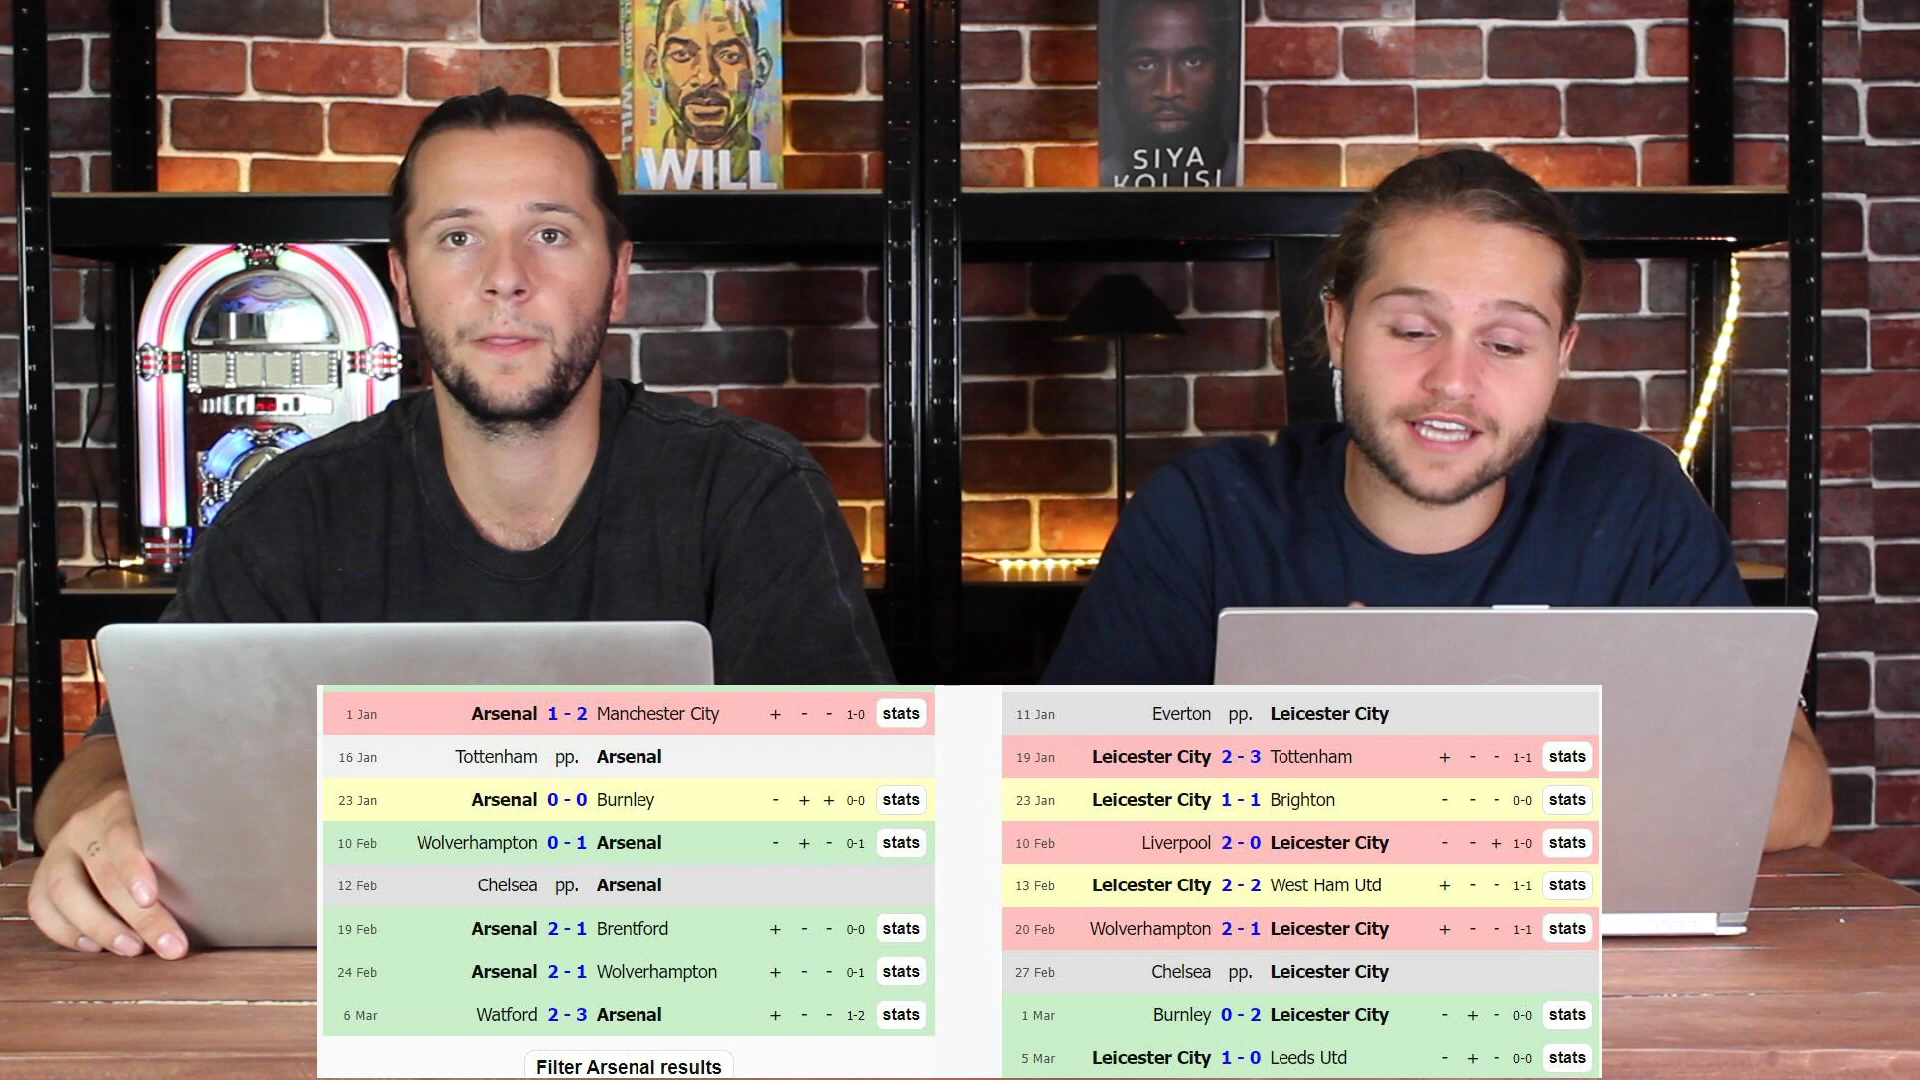 WILL
WILL
SIYA
KOLISI
1 Jan Arsenal 1 - 2 Manchester City + - - 1-0 stats
16 Jan Tottenham pp. Arsenal
23 Jan Arsenal 0 - 0 Burnley - + + 0-0 stats
10 Feb Wolverhampton 0 - 1 Arsenal - + - 0-1 stats
12 Feb Chelsea pp. Arsenal
19 Feb Arsenal 2 - 1 Brentford + - - 0-0 stats
24 Feb Arsenal 2 - 1 Wolverhampton + - - 0-1 stats
6 Mar Watford 2 - 3 Arsenal + - - 1-2 stats
Filter Arsenal results
11 Jan Everton pp. Leicester City
19 Jan Leicester City 2 - 3 Tottenham + - - 1-1 stats
23 Jan Leicester City 1 - 1 Brighton - - - 0-0 stats
10 Feb Liverpool 2 - 0 Leicester City - - + 1-0 stats
13 Feb Leicester City 2 - 2 West Ham Utd + - - 1-1 stats
20 Feb Wolverhampton 2 - 1 Leicester City + - - 1-1 stats
27 Feb Chelsea pp. Leicester City
1 Mar Burnley 0 - 2 Leicester City - + - 0-0 stats
5 Mar Leicester City 1 - 0 Leeds Utd - + - 0-0 stats